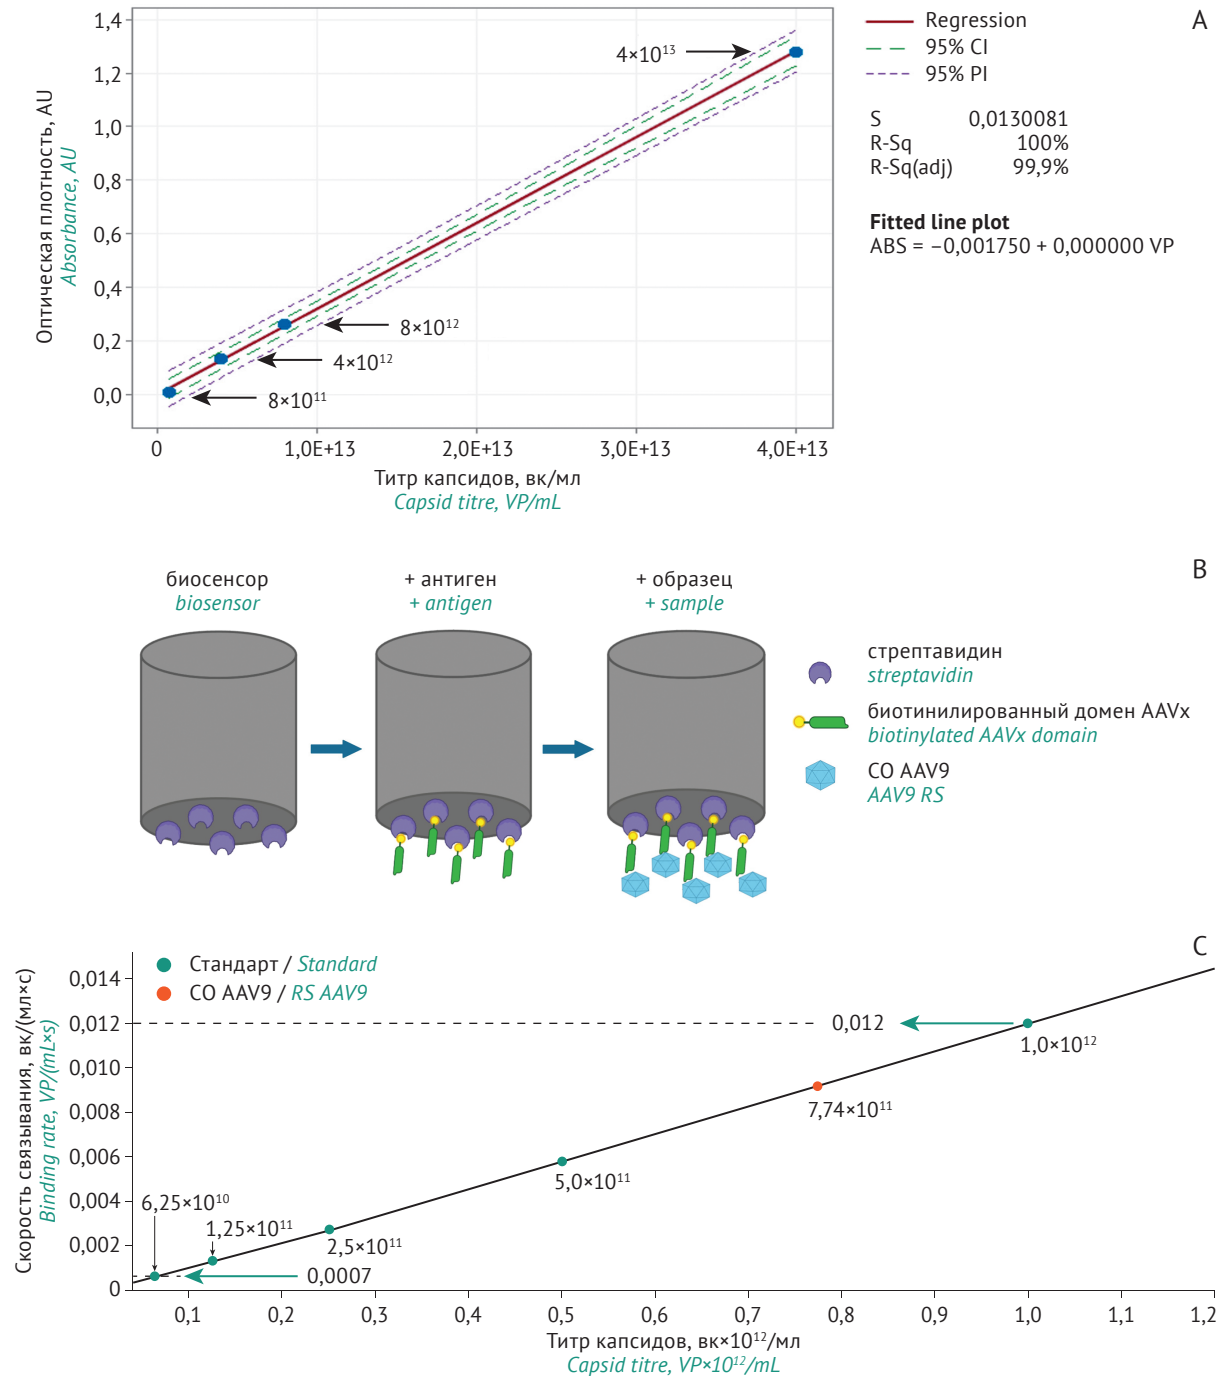 A
1,4
1,2
1,0
0,8
0,6
0,4
0,2
0,0
Оптическая плотность, AU
Absorbance, AU
4×10¹³
8×10¹²
4×10¹²
8×10¹¹
0
1,0E+13
2,0E+13
3,0E+13
4,0E+13
Титр капсидов, вк/мл
Capsid titre, VP/mL
Regression
95% CI
95% PI
S 0,0130081
R-Sq 100%
R-Sq(adj) 99,9%
Fitted line plot
ABS = −0,001750 + 0,000000 VP
B
биосенсор
biosensor
+ антиген
+ antigen
+ образец
+ sample
стрептавидин
streptavidin
биотинилированный домен AAVx
biotinylated AAVx domain
СО AAV9
AAV9 RS
C
Стандарт / Standard
СО AAV9 / RS AAV9
0,014
0,012
0,010
0,008
0,006
0,004
0,002
0
Скорость связывания, вк/(мл×с)
Binding rate, VP/(mL×s)
0,012
1,0×10¹²
7,74×10¹¹
5,0×10¹¹
6,25×10¹⁰
1,25×10¹¹
2,5×10¹¹
0,0007
0,1
0,2
0,3
0,4
0,5
0,6
0,7
0,8
0,9
1,0
1,1
1,2
Титр капсидов, вк×10¹²/мл
Capsid titre, VP×10¹²/mL